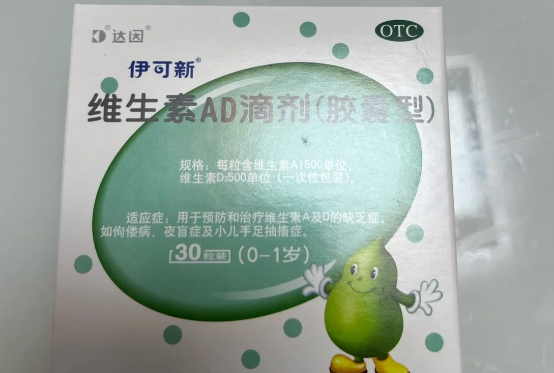 达因
OTC
伊可新®
维生素AD滴剂(胶囊型)
规格：每粒含维生素A1500单位，
维生素D₃500单位（一次性包装）。
适应症：用于预防和治疗维生素A及D的缺乏症。
如佝偻病、夜盲症及小儿手足抽搐症。
30粒装 (0-1岁)